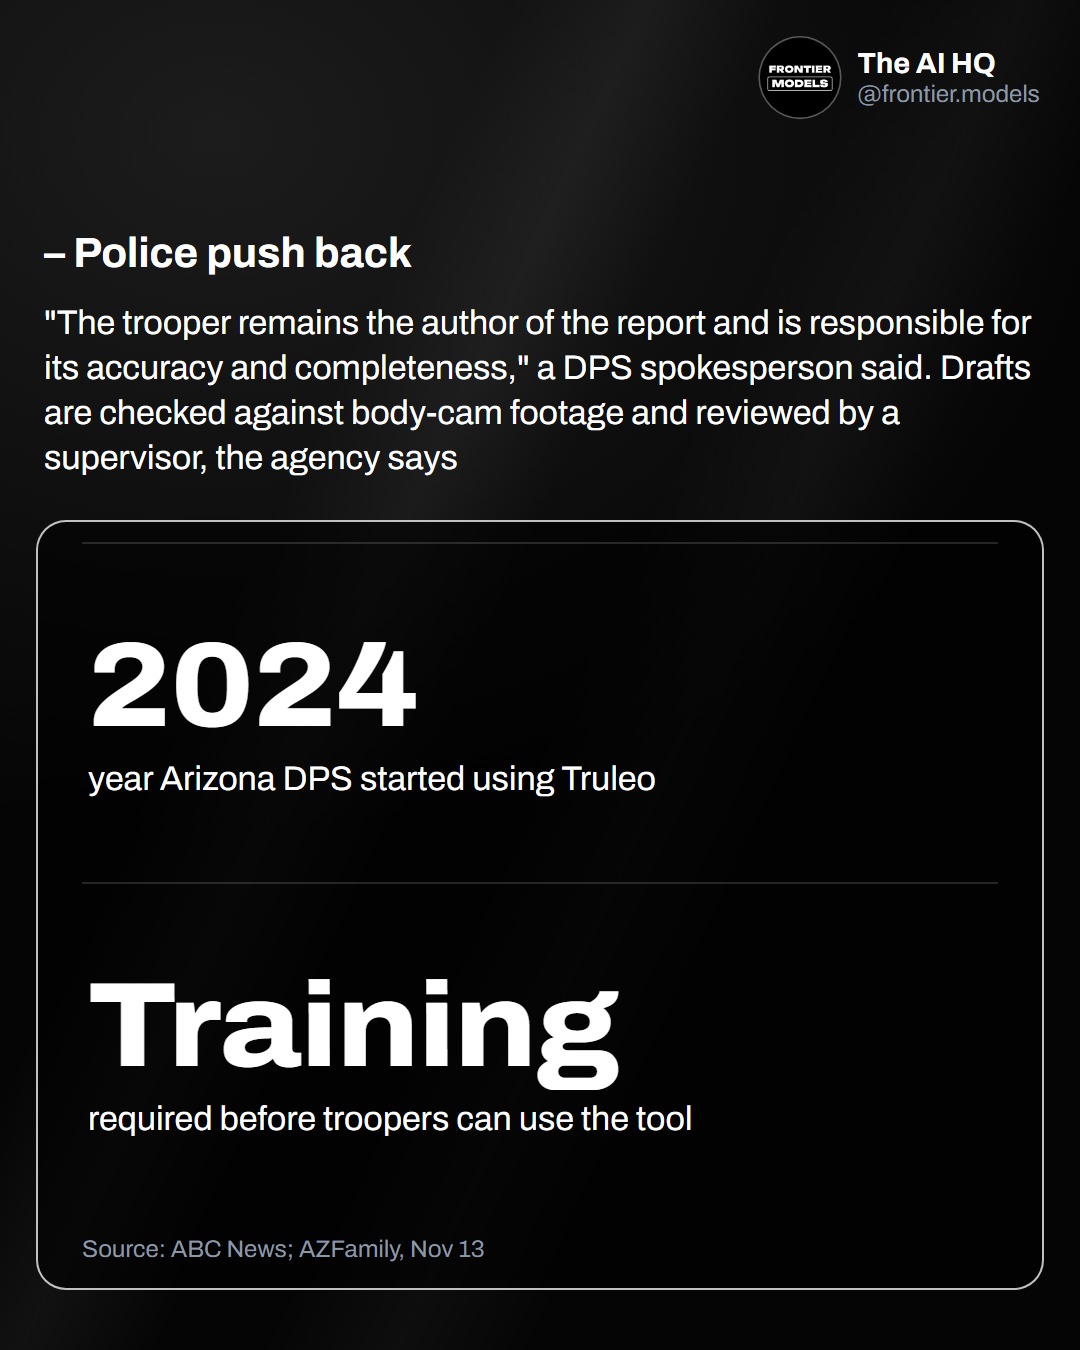 FRONTIER
MODELS
The AI HQ
@frontier.models
– Police push back
"The trooper remains the author of the report and is responsible for
its accuracy and completeness," a DPS spokesperson said. Drafts
are checked against body-cam footage and reviewed by a
supervisor, the agency says
2024
year Arizona DPS started using Truleo
Training
required before troopers can use the tool
Source: ABC News; AZFamily, Nov 13